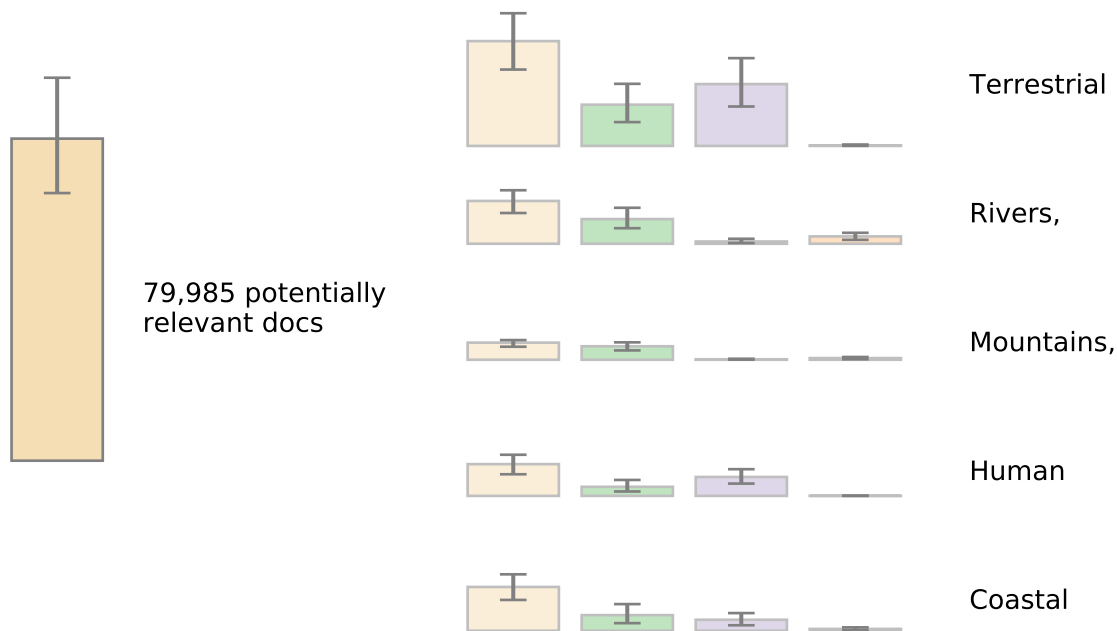 79,985 potentially
relevant docs
Terrestrial
Rivers,
Mountains,
Human
Coastal